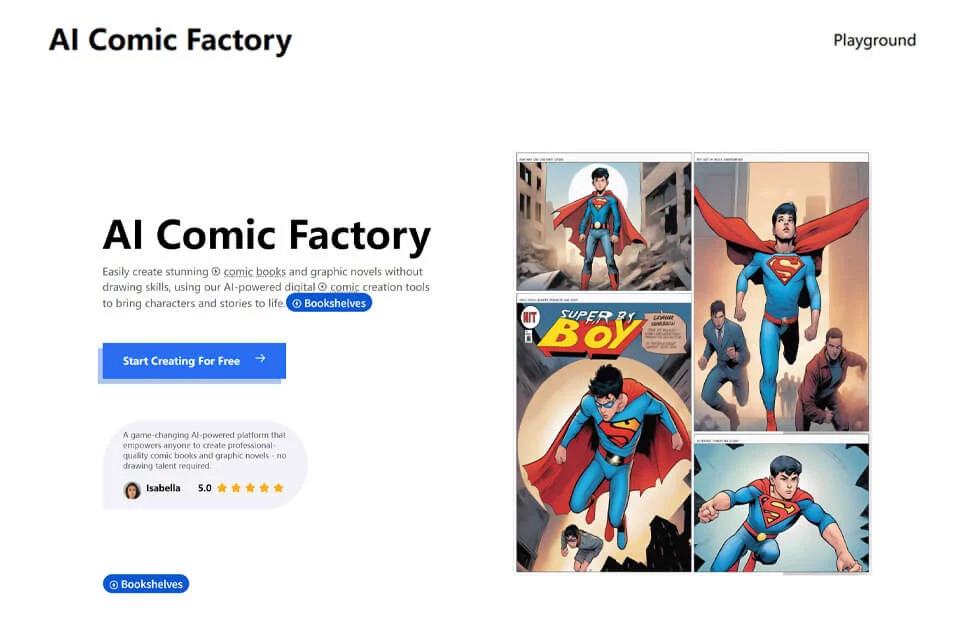 AI Comic Factory
Playground
AI Comic Factory
Easily create stunning comic books and graphic novels without
drawing skills, using our AI-powered digital comic creation tools
to bring characters and stories to life. Bookshelves
Start Creating For Free →
A game-changing AI-powered platform that
empowers anyone to create professional-
quality comic books and graphic novels - no
drawing talent required.
Isabella 5.0
Bookshelves
HIT
SUPER BY
BOY